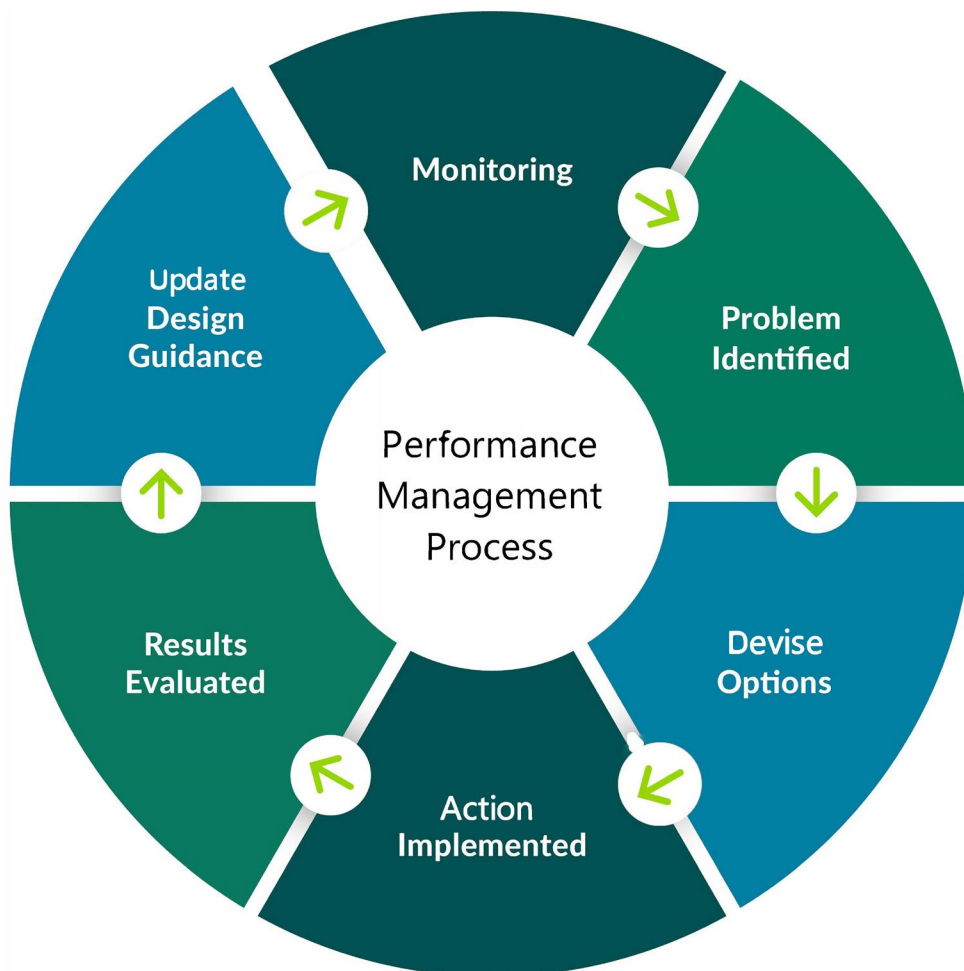 Monitoring
Problem
Identified
Devise
Options
Action
Implemented
Results
Evaluated
Update
Design
Guidance
Performance
Management
Process